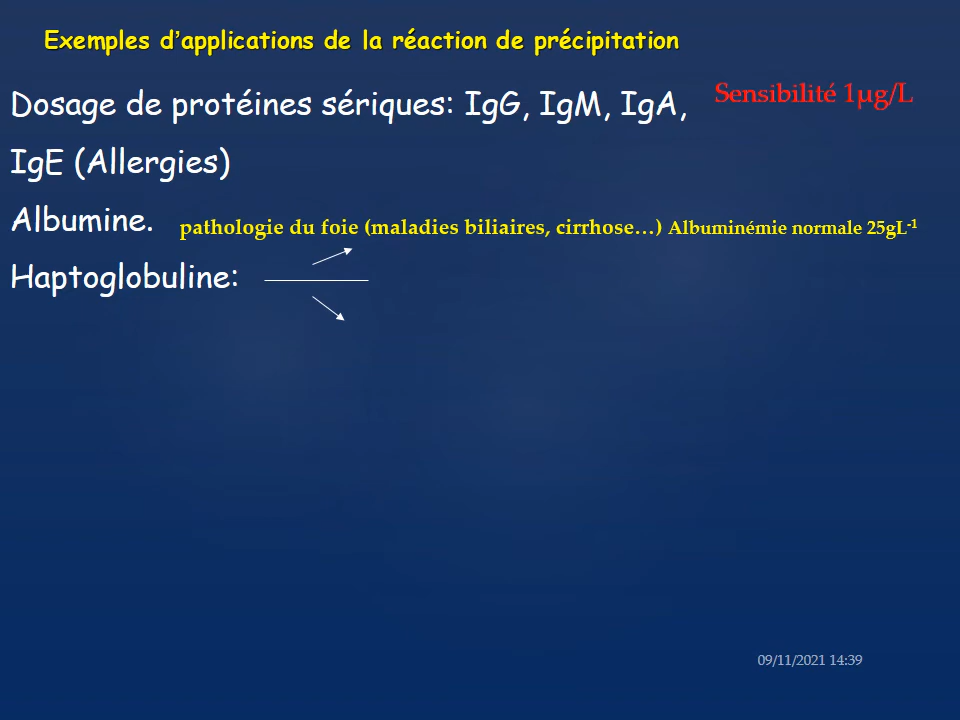 Exemples d’applications de la réaction de précipitation
Dosage de protéines sériques: IgG, IgM, IgA,
Sensibilité 1µg/L
IgE (Allergies)
Albumine.
pathologie du foie (maladies biliaires, cirrhose…) Albuminémie normale 25gL-1
Haptoglobuline:
09/11/2021 14:39